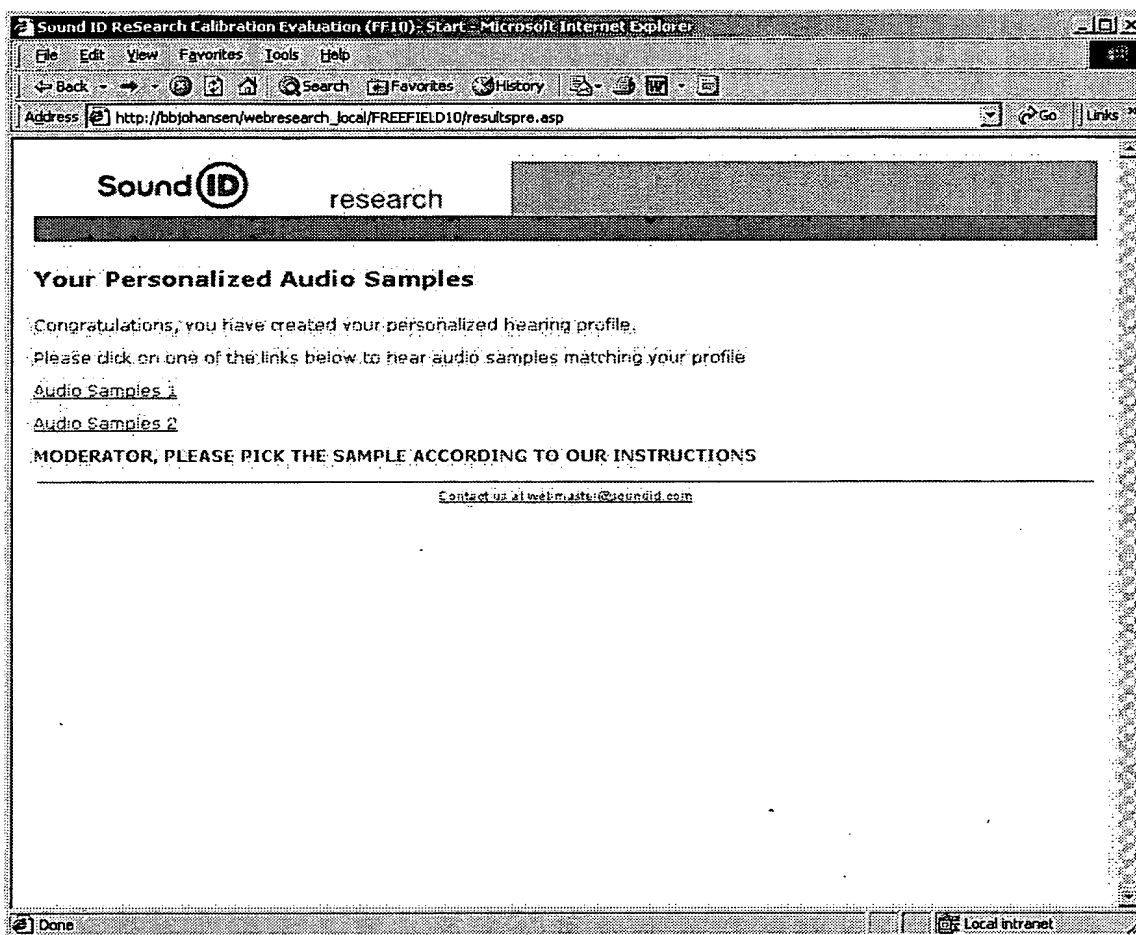 Sound ID ReSearch Calibration Evaluation (FF10) - Start - Microsoft Internet Explorer
File Edit View Favorites Tools Help
Back Search Favorites History
Address http://bbjohansen/webresearch_local/FREEFIELD10/resultspre.asp Go Links »
Sound ID research
Your Personalized Audio Samples
Congratulations, you have created your personalized hearing profile.
Please click on one of the links below to hear audio samples matching your profile
Audio Samples 1
Audio Samples 2
MODERATOR, PLEASE PICK THE SAMPLE ACCORDING TO OUR INSTRUCTIONS
Contact us at webmaster@soundid.com
Done Local intranet